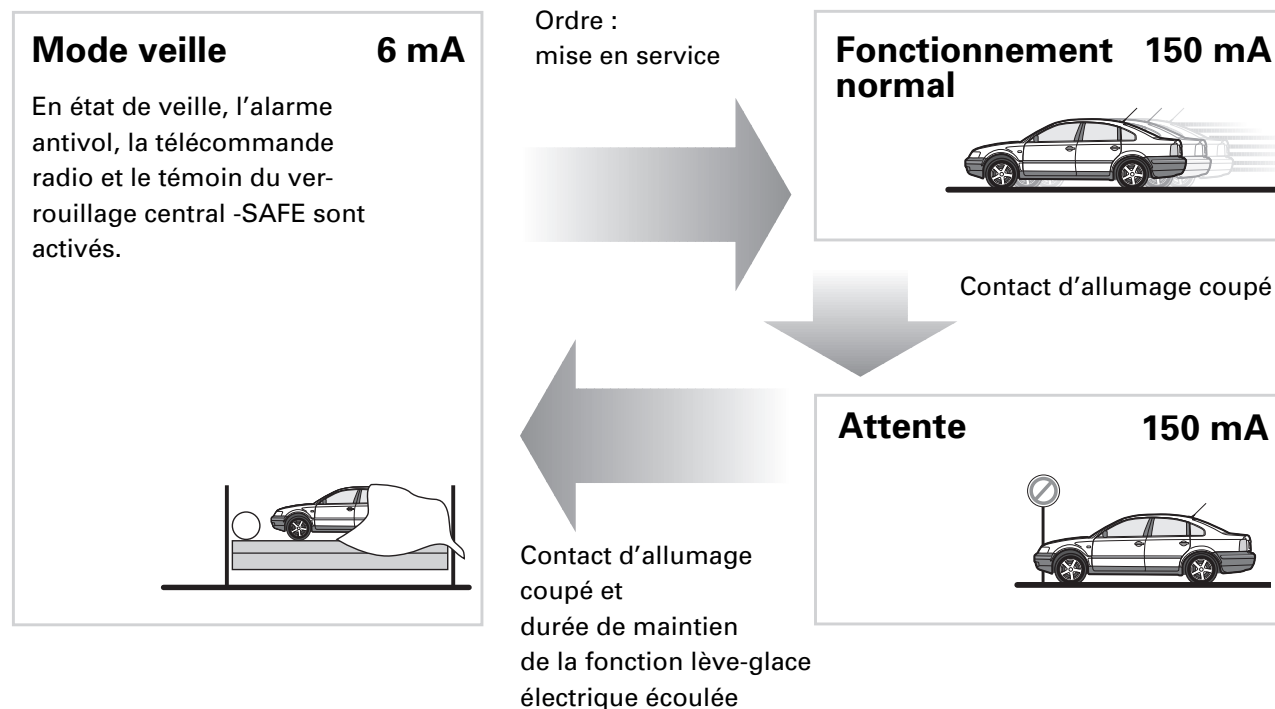 Mode veille 6 mA
En état de veille, l'alarme
antivol, la télécommande
radio et le témoin du ver-
rouillage central -SAFE sont
activés.
Ordre :
mise en service
Fonctionnement 150 mA
normal
Contact d'allumage coupé
Attente 150 mA
Contact d'allumage
coupé et
durée de maintien
de la fonction lève-glace
électrique écoulée